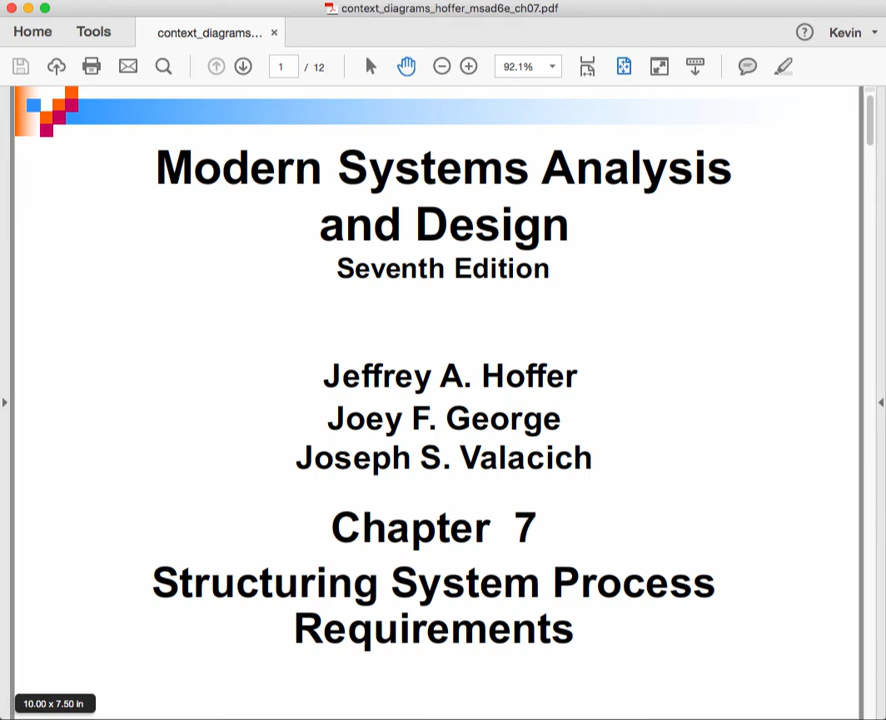 context_diagrams_hoffer_msad6e_ch07.pdf
Home Tools context_diagrams... × ? Kevin
1 / 12 92.1%
Modern Systems Analysis
and Design
Seventh Edition
Jeffrey A. Hoffer
Joey F. George
Joseph S. Valacich
Chapter 7
Structuring System Process
Requirements
10.00 x 7.50 in